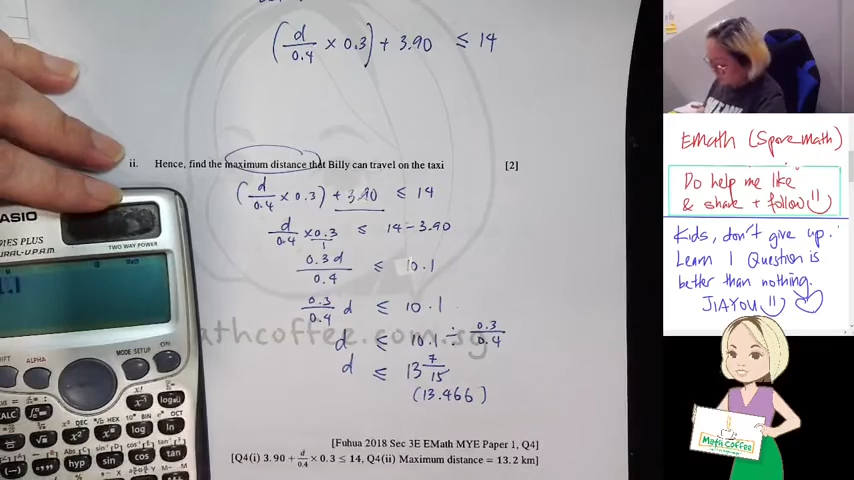 (d/0.4 × 0.3) + 3.90 ≤ 14
ii. Hence, find the maximum distance that Billy can travel on the taxi [2]
(d/0.4 × 0.3) + 3.90 ≤ 14
d/0.4 × 0.3/1 ≤ 14 - 3.90
0.3d/0.4 ≤ 10.1
0.3/0.4 d ≤ 10.1
d ≤ 10.1 ÷ 0.3/0.4
d ≤ 13 7/15
(13.466)
mathcoffee.com.sg
[Fuhua 2018 Sec 3E EMath MYE Paper 1, Q4]
[Q4(i) 3.90 + d/0.4 × 0.3 ≤ 14, Q4(ii) Maximum distance = 13.2 km]
TWO WAY POWER
ALPHA
MODE SETUP
ON
hyp sin cos tan
EMath (Spore Math)
Do help me like
& share + follow
Kids, don't give up.
Learn 1 Question is
better than nothing.
JIAYOU
Math Coffee